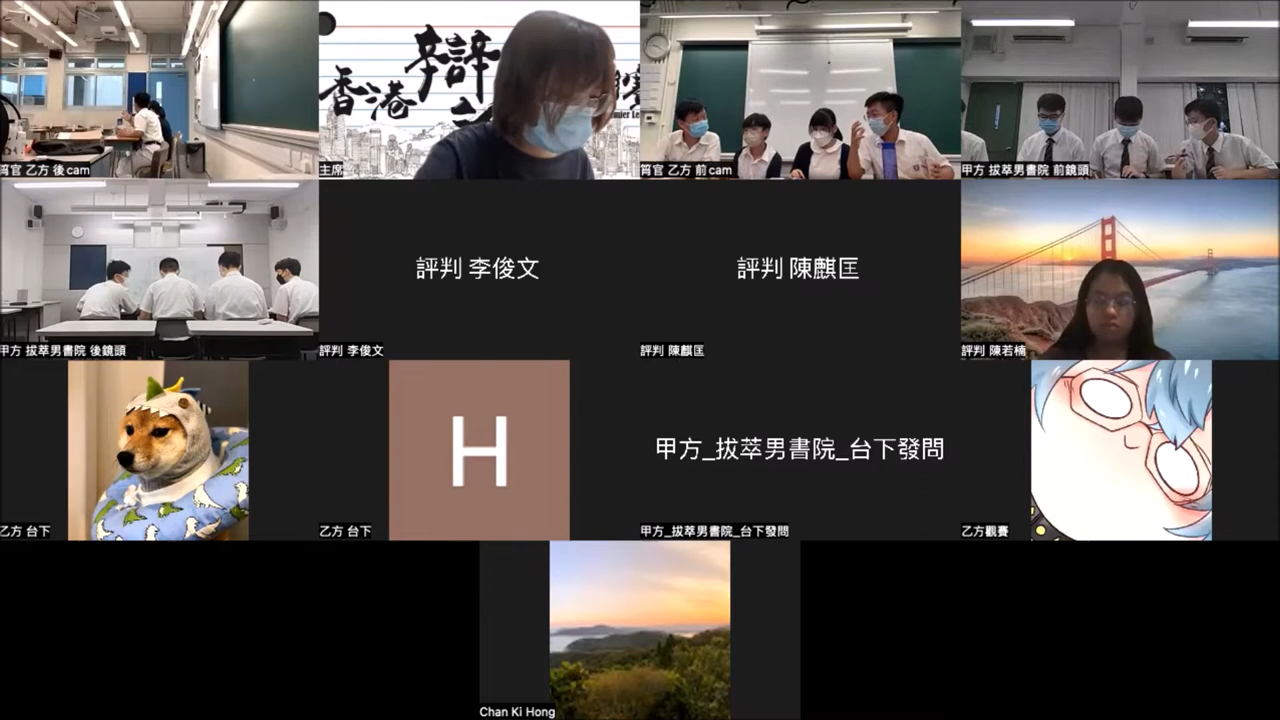 筲官 乙方 後cam
香港辯
主席
筲官 乙方 前cam
甲方 拔萃男書院 前鏡頭
甲方 拔萃男書院 後鏡頭
評判 李俊文
評判 李俊文
評判 陳麒匡
評判 陳麒匡
評判 陳若楠
乙方 台下
H
乙方 台下
甲方_拔萃男書院_台下發問
甲方_拔萃男書院_台下發問
乙方觀賽
Chan Ki Hong